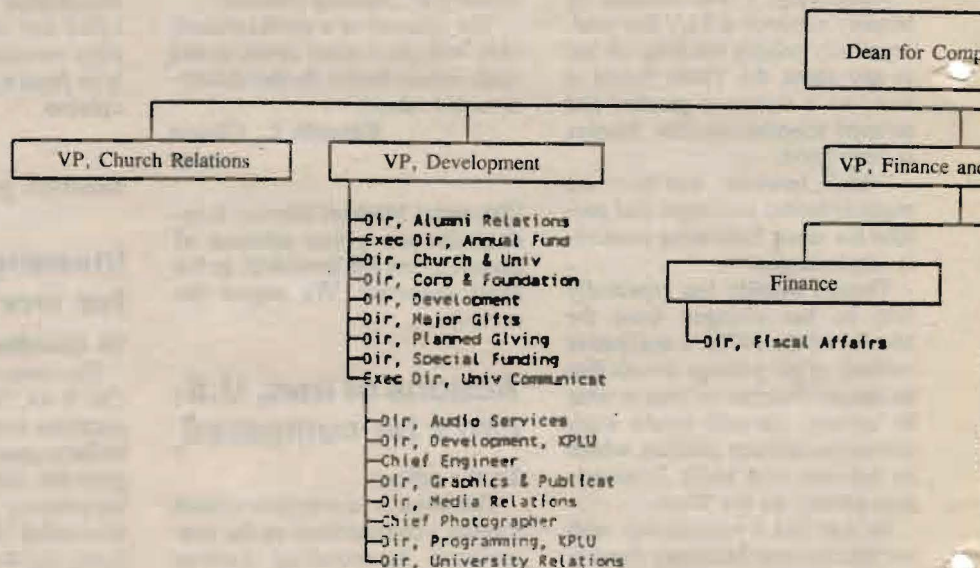 Dean for Comp
VP, Church Relations
VP, Development
VP, Finance and
Dir, Alumni Relations
Exec Dir, Annual Fund
Dir, Church & Univ
Dir, Corp & Foundation
Dir, Development
Dir, Major Gifts
Dir, Planned Giving
Dir, Special Funding
Exec Dir, Univ Communicat
Dir, Audio Services
Dir, Development, KPLU
Chief Engineer
Dir, Graphics & Publicat
Dir, Media Relations
Chief Photographer
Dir, Programming, KPLU
Dir, University Relations
Finance
Dir, Fiscal Affairs